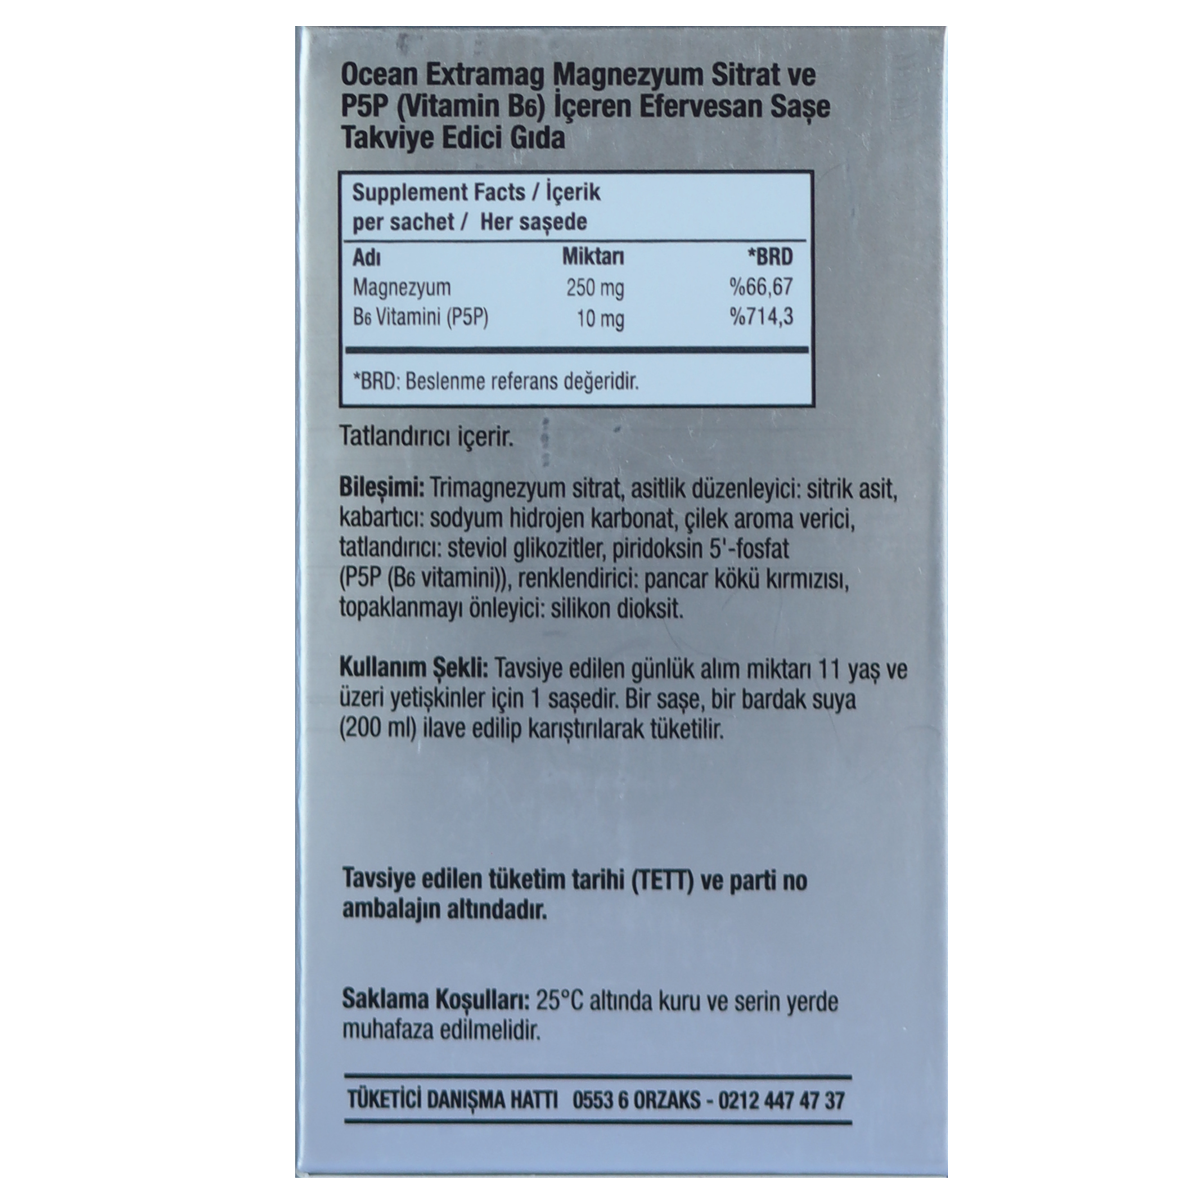 Ocean Extramag Magnezyum Sitrat ve
P5P (Vitamin B6) İçeren Efervesan Saşe
Takviye Edici Gıda
Supplement Facts / İçerik
per sachet / Her saşede
Adı Miktarı *BRD
Magnezyum 250 mg %66,67
B6 Vitamini (P5P) 10 mg %714,3
*BRD: Beslenme referans değeridir.
Tatlandırıcı içerir.
Bileşimi: Trimagnezyum sitrat, asitlik düzenleyici: sitrik asit,
kabartıcı: sodyum hidrojen karbonat, çilek aroma verici,
tatlandırıcı: steviol glikozitler, piridoksin 5'-fosfat
(P5P (B6 vitamini)), renklendirici: pancar kökü kırmızısı,
topaklanmayı önleyici: silikon dioksit.
Kullanım Şekli: Tavsiye edilen günlük alım miktarı 11 yaş ve
üzeri yetişkinler için 1 saşedir. Bir saşe, bir bardak suya
(200 ml) ilave edilip karıştırılarak tüketilir.
Tavsiye edilen tüketim tarihi (TETT) ve parti no
ambalajın altındadır.
Saklama Koşulları: 25°C altında kuru ve serin yerde
muhafaza edilmelidir.
TÜKETİCİ DANIŞMA HATTI 0553 6 ORZAKS - 0212 447 47 37